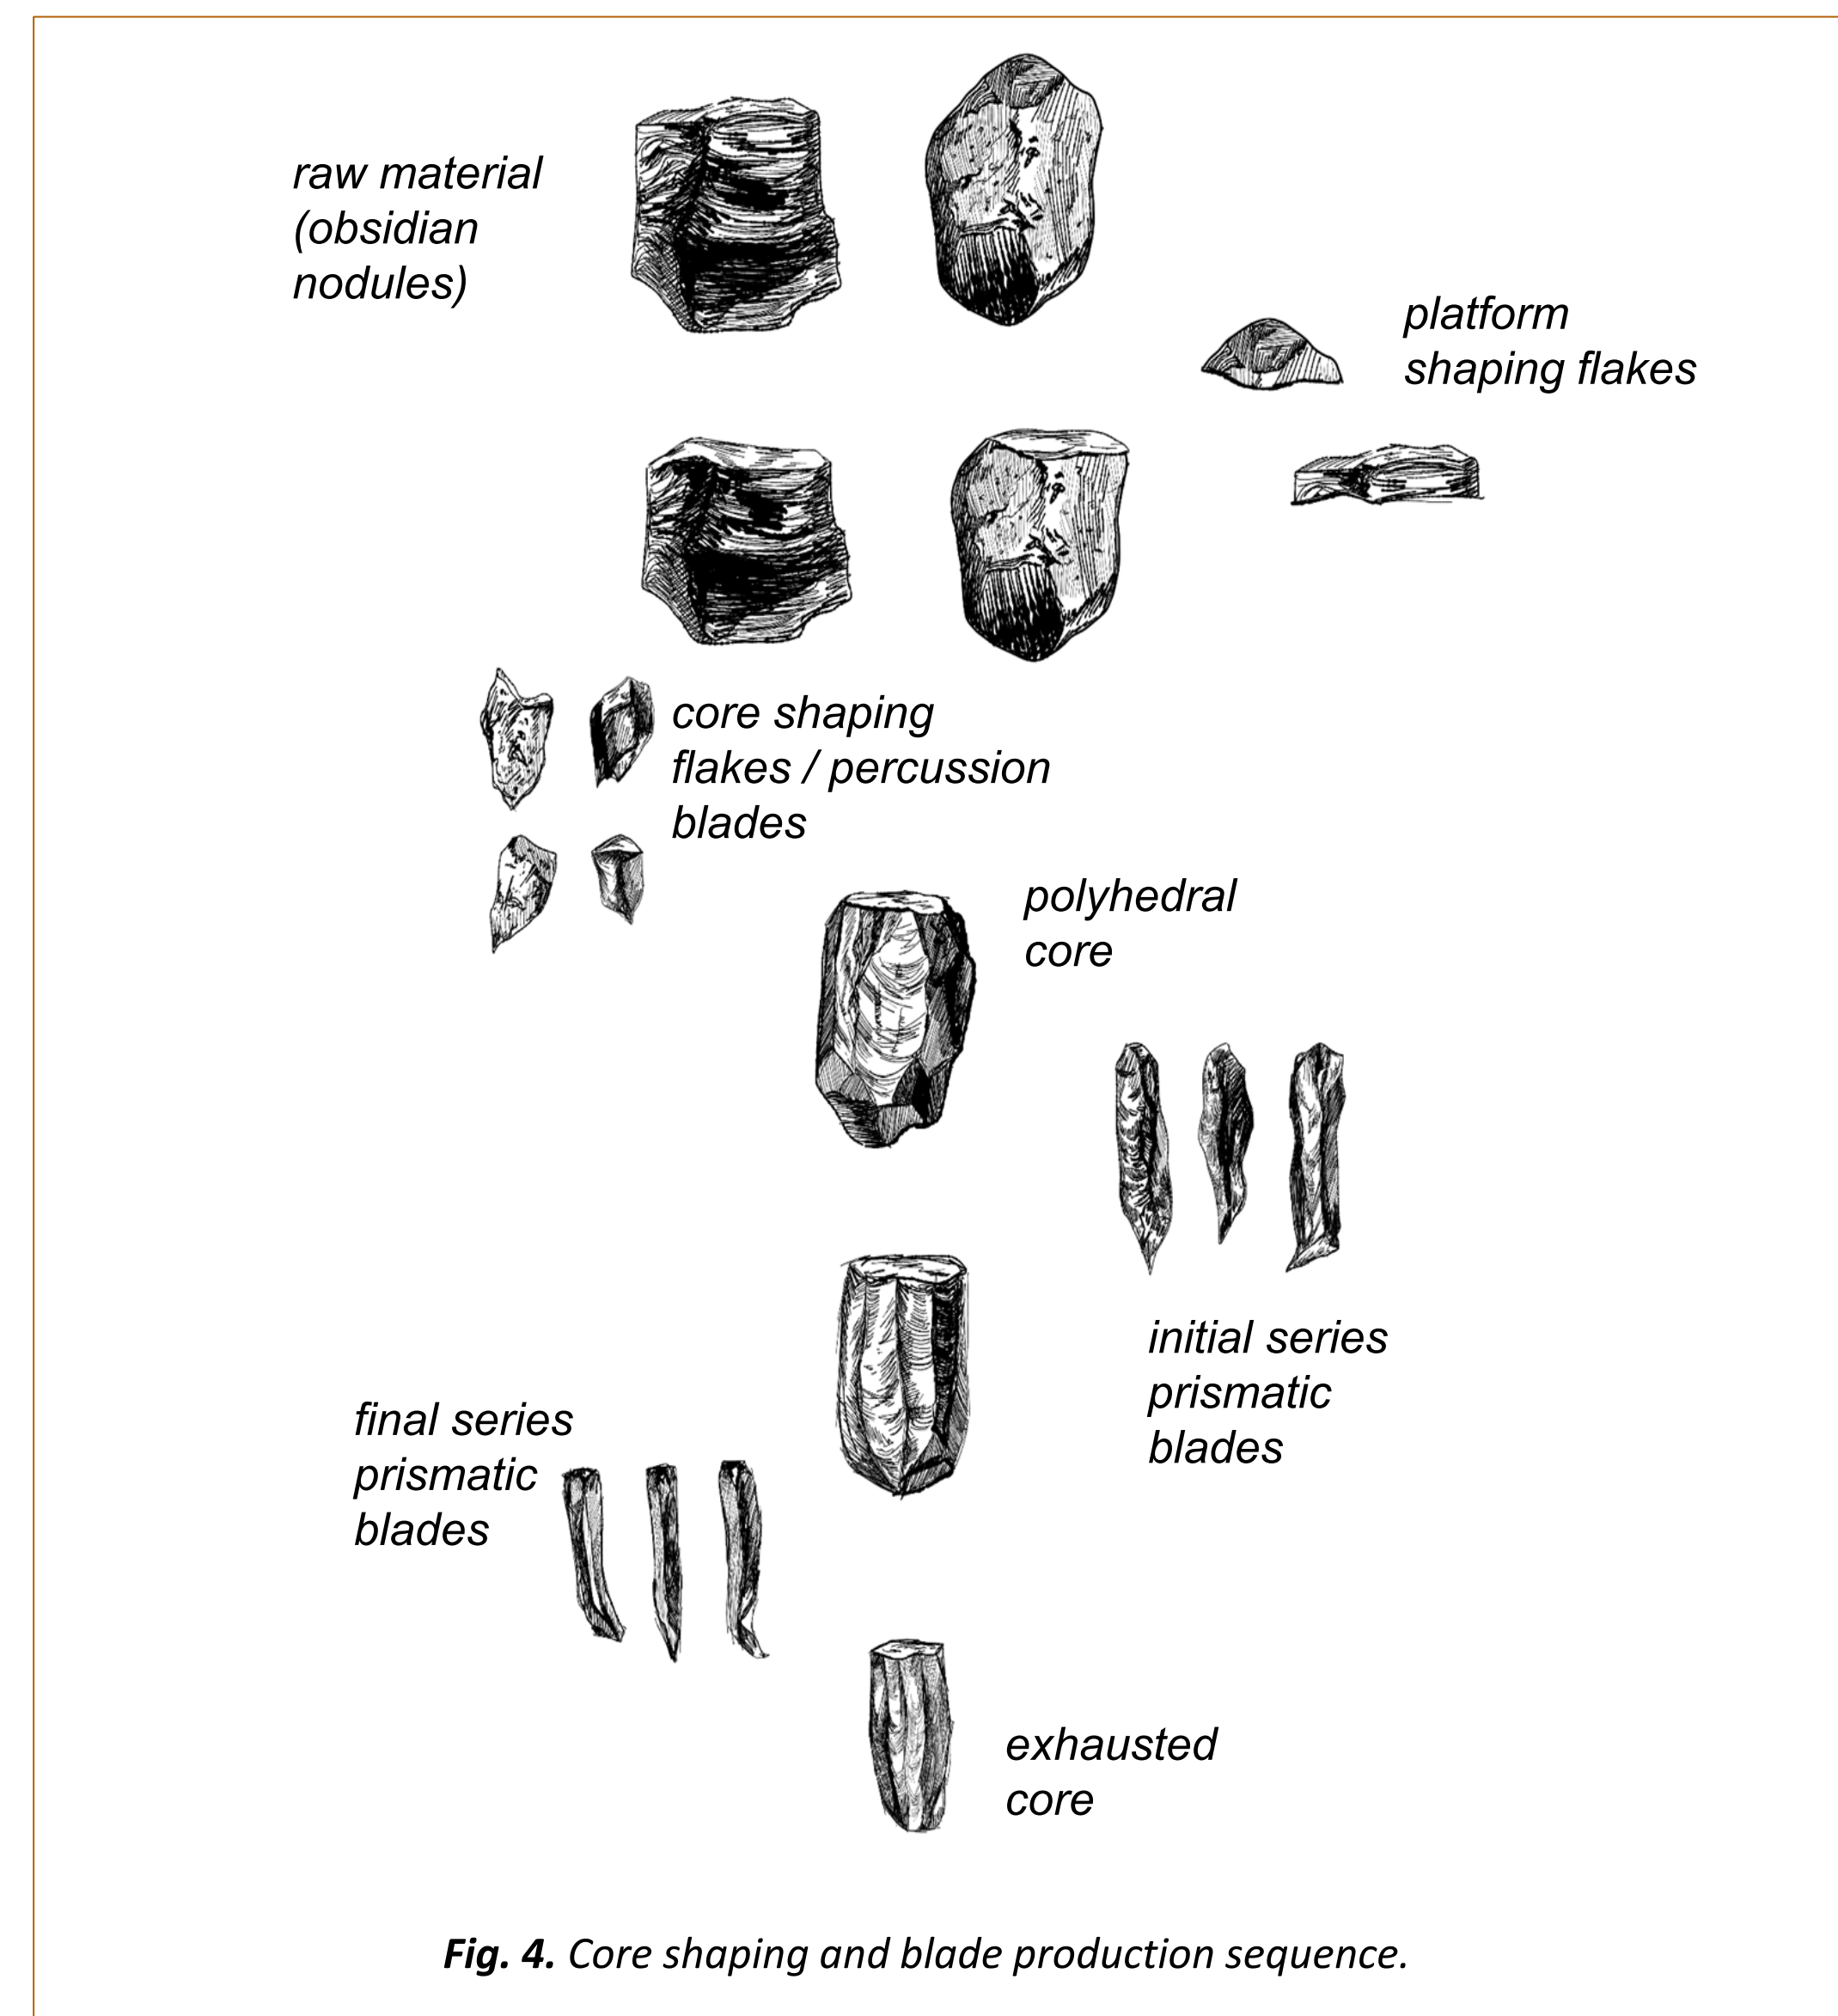 raw material
(obsidian
nodules)
platform
shaping flakes
core shaping
flakes / percussion
blades
polyhedral
core
initial series
prismatic
blades
final series
prismatic
blades
exhausted
core
Fig. 4. Core shaping and blade production sequence.